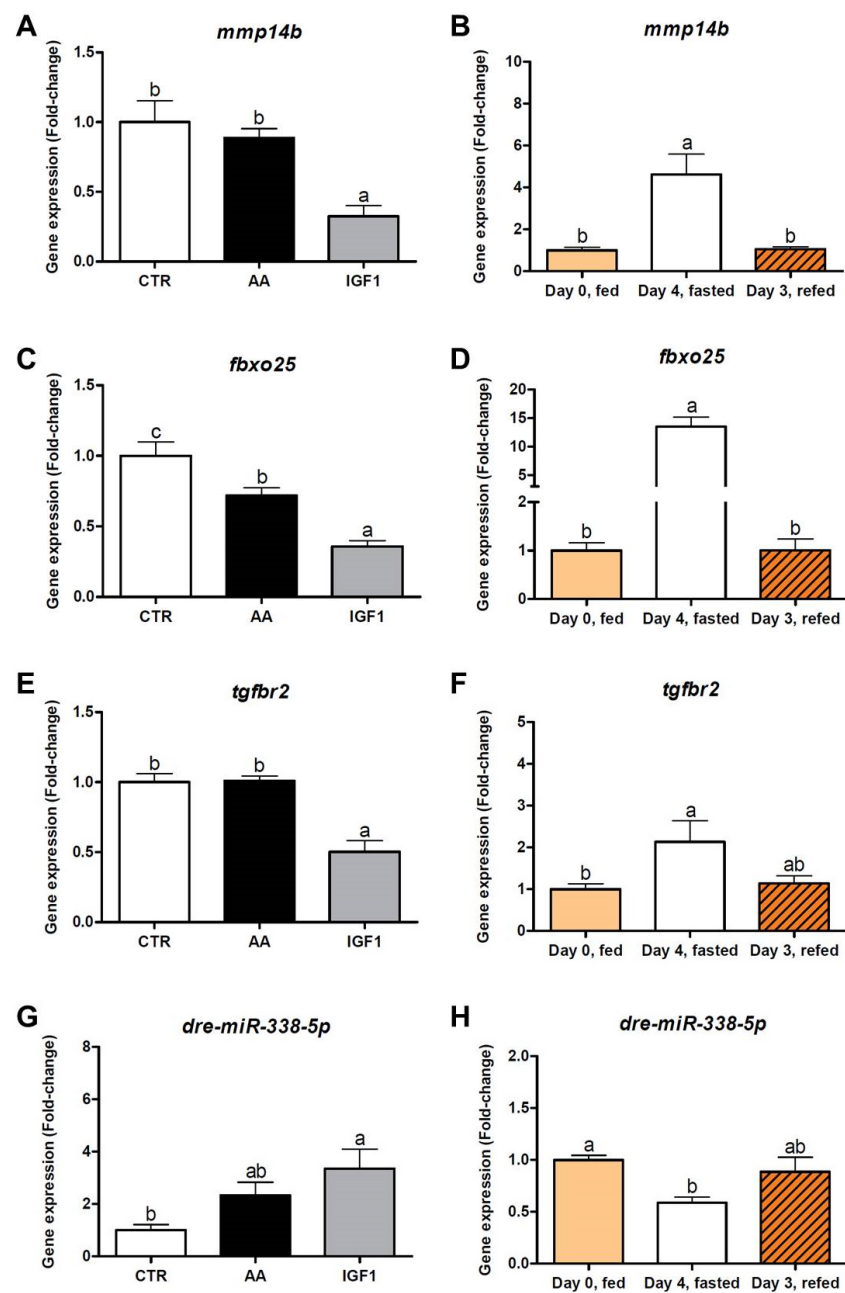 A
mmp14b
Gene expression (Fold-change)
1.5
1.0
0.5
0.0
b
b
a
CTR
AA
IGF1
B
mmp14b
Gene expression (Fold-change)
10
8
6
4
2
0
b
a
b
Day 0, fed
Day 4, fasted
Day 3, refed
C
fbxo25
Gene expression (Fold-change)
1.5
1.0
0.5
0.0
c
b
a
CTR
AA
IGF1
D
fbxo25
Gene expression (Fold-change)
20
15
10
5
2
1
0
b
a
b
Day 0, fed
Day 4, fasted
Day 3, refed
E
tgfbr2
Gene expression (Fold-change)
1.5
1.0
0.5
0.0
b
b
a
CTR
AA
IGF1
F
tgfbr2
Gene expression (Fold-change)
5
4
3
2
1
0
b
a
ab
Day 0, fed
Day 4, fasted
Day 3, refed
G
dre-miR-338-5p
Gene expression (Fold-change)
8
6
4
2
0
b
ab
a
CTR
AA
IGF1
H
dre-miR-338-5p
Gene expression (Fold-change)
2.0
1.5
1.0
0.5
0.0
a
b
ab
Day 0, fed
Day 4, fasted
Day 3, refed